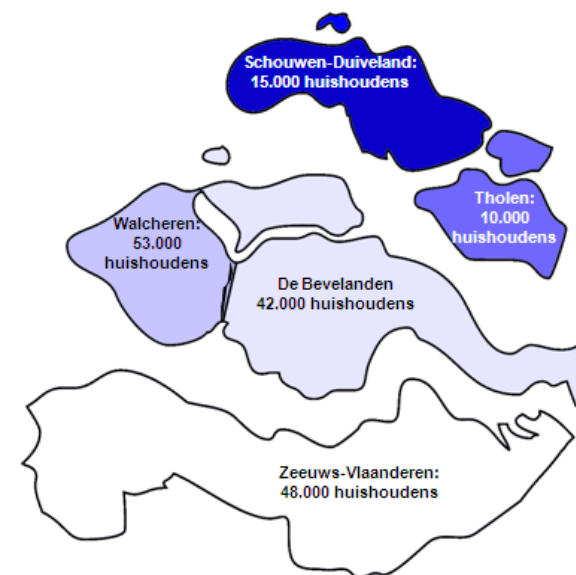 Schouwen-Duiveland:
15.000 huishoudens
Tholen:
10.000
huishoudens
Walcheren:
53.000
huishoudens
De Bevelanden
42.000 huishoudens
Zeeuws-Vlaanderen:
48.000 huishoudens